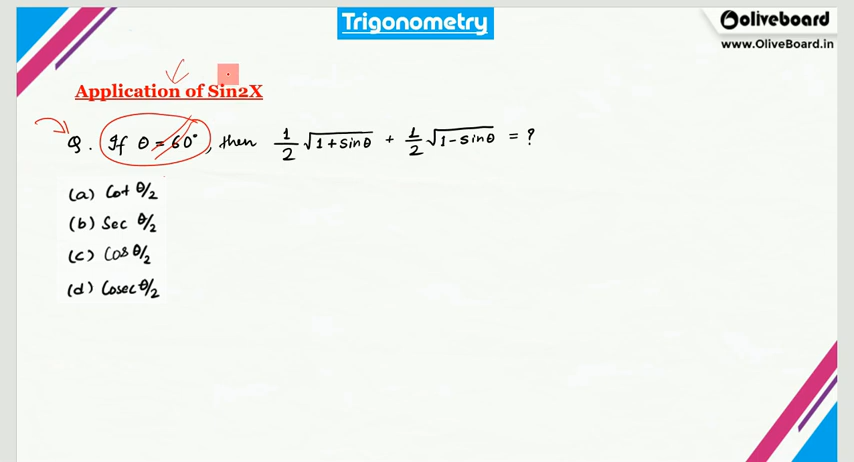 Trigonometry
oliveboard
www.OliveBoard.in
Application of Sin2X
Q. If θ = 60°, then 1/2 √1+sinθ + 1/2 √1-sinθ = ?
(a) Cot θ/2
(b) Sec θ/2
(c) Cos θ/2
(d) Cosec θ/2